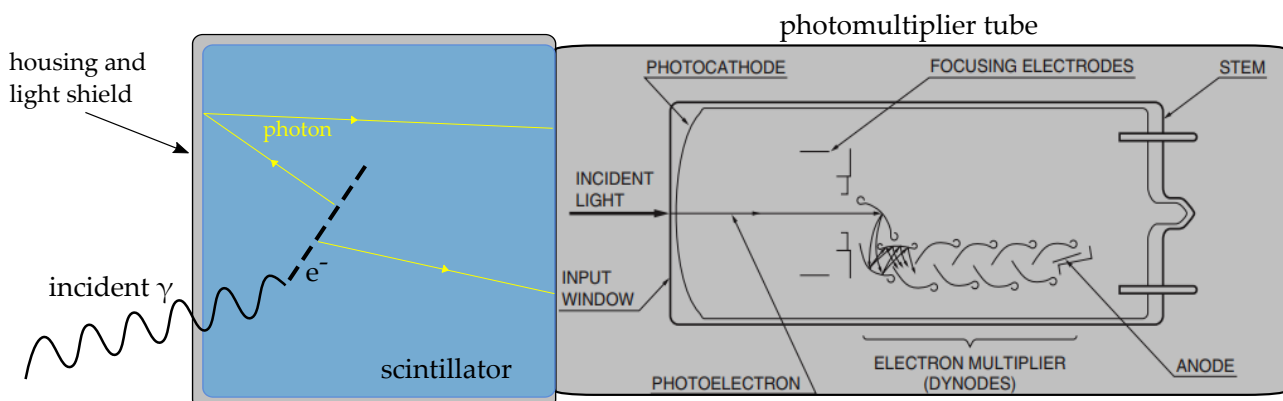 photomultiplier tube
housing and
light shield
photon
e-
incident γ
scintillator
PHOTOCATHODE
FOCUSING ELECTRODES
STEM
INCIDENT
LIGHT
INPUT
WINDOW
PHOTOELECTRON
ELECTRON MULTIPLIER
(DYNODES)
ANODE